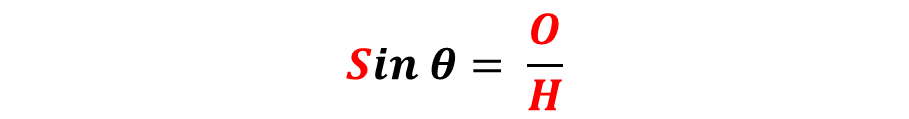 Sin θ = O/H